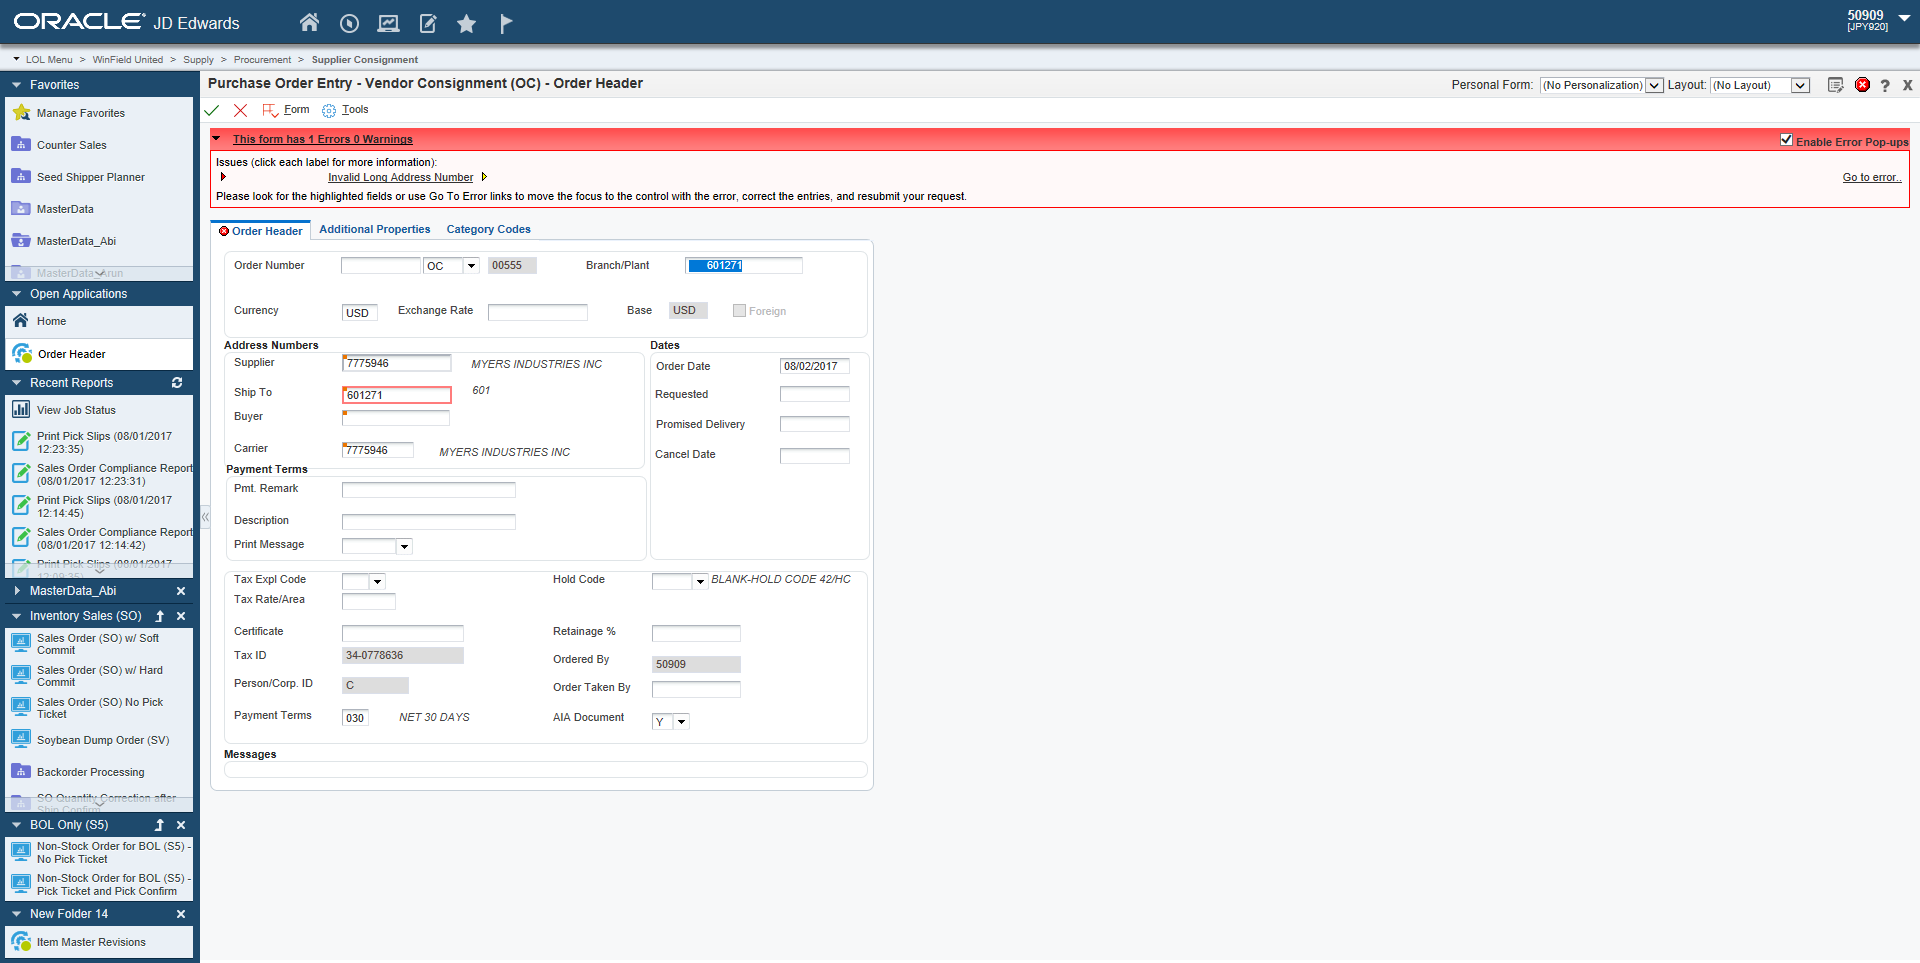 ORACLE JD Edwards
50909
[JPY920]
LOL Menu > WinField United > Supply > Procurement > Supplier Consignment
Favorites
Manage Favorites
Counter Sales
Seed Shipper Planner
MasterData
MasterData_Abi
MasterData_Arun
Open Applications
Home
Order Header
Recent Reports
View Job Status
Print Pick Slips (08/01/2017
12:23:35)
Sales Order Compliance Report
(08/01/2017 12:23:31)
Print Pick Slips (08/01/2017
12:14:45)
Sales Order Compliance Report
(08/01/2017 12:14:42)
Print Pick Slips (08/01/2017
12:09:35)
MasterData_Abi
Inventory Sales (SO)
Sales Order (SO) w/ Soft
Commit
Sales Order (SO) w/ Hard
Commit
Sales Order (SO) No Pick
Ticket
Soybean Dump Order (SV)
Backorder Processing
SO Quantity Correction after
Ship Confirm
BOL Only (S5)
Non-Stock Order for BOL (S5) -
No Pick Ticket
Non-Stock Order for BOL (S5) -
Pick Ticket and Pick Confirm
New Folder 14
Item Master Revisions
Purchase Order Entry - Vendor Consignment (OC) - Order Header
Personal Form: (No Personalization) Layout: (No Layout)
Form Tools
This form has 1 Errors 0 Warnings
Enable Error Pop-ups
Issues (click each label for more information):
Invalid Long Address Number
Go to error..
Please look for the highlighted fields or use Go To Error links to move the focus to the control with the error, correct the entries, and resubmit your request.
Order Header Additional Properties Category Codes
Order Number OC 00555 Branch/Plant 601271
Currency USD Exchange Rate Base USD Foreign
Address Numbers
Supplier 7775946 MYERS INDUSTRIES INC
Ship To 601271 601
Buyer
Carrier 7775946 MYERS INDUSTRIES INC
Dates
Order Date 08/02/2017
Requested
Promised Delivery
Cancel Date
Payment Terms
Pmt. Remark
Description
Print Message
Tax Expl Code Hold Code BLANK-HOLD CODE 42/HC
Tax Rate/Area
Certificate Retainage %
Tax ID 34-0778636 Ordered By 50909
Person/Corp. ID C Order Taken By
Payment Terms 030 NET 30 DAYS AIA Document Y
Messages